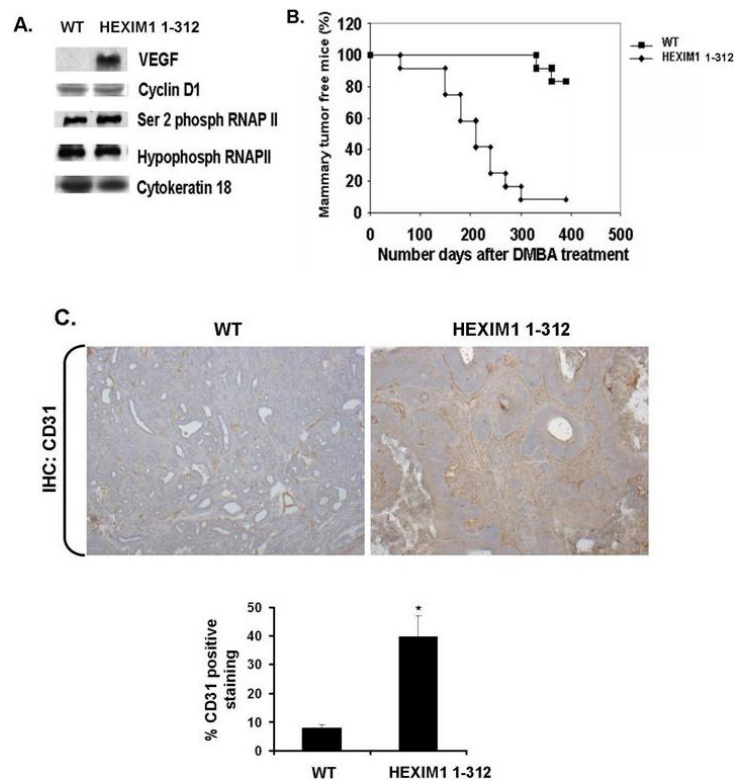 A.
WT HEXIM1 1-312
VEGF
Cyclin D1
Ser 2 phosph RNAP II
Hypophosph RNAPII
Cytokeratin 18
B.
Mammary tumor free mice (%)
120
100
80
60
40
20
0
0 100 200 300 400 500
Number days after DMBA treatment
WT
HEXIM1 1-312
C.
WT HEXIM1 1-312
IHC: CD31
% CD31 positive
staining
50
40
30
20
10
0
*
WT HEXIM1 1-312